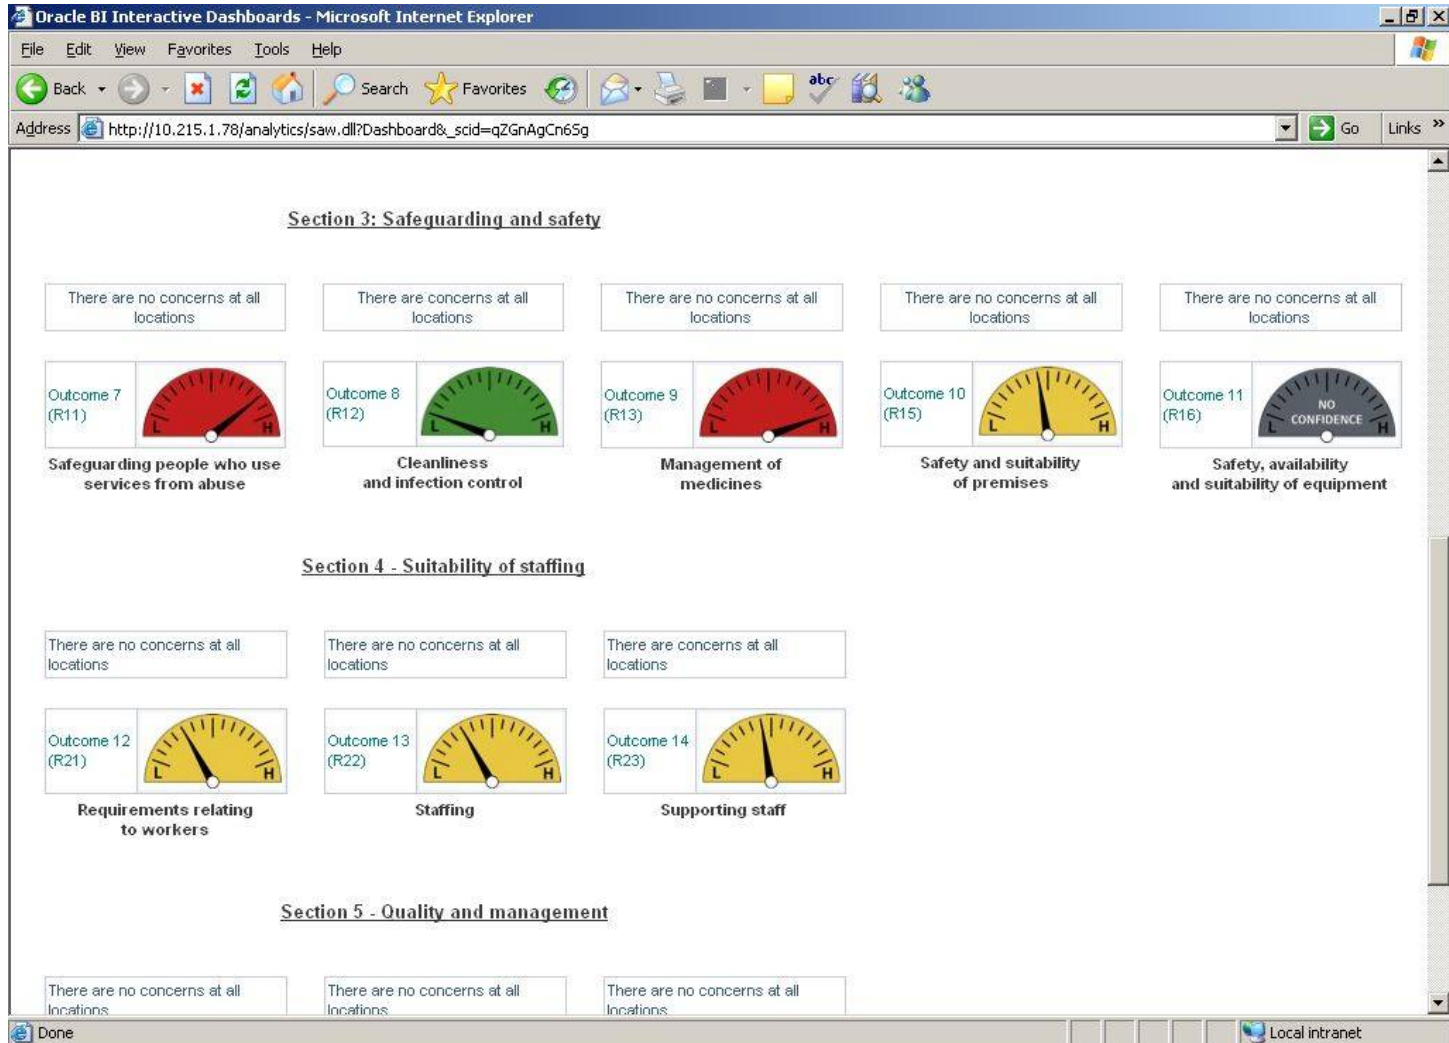 Oracle BI Interactive Dashboards - Microsoft Internet Explorer
File Edit View Favorites Tools Help
Back Search Favorites abc
Address http://10.215.1.78/analytics/saw.dll?Dashboard&_scid=qZGnAgCn6Sg Go Links »
Section 3: Safeguarding and safety
There are no concerns at all
locations
There are concerns at all
locations
There are no concerns at all
locations
There are no concerns at all
locations
There are no concerns at all
locations
Outcome 7
(R11)
L H
Safeguarding people who use
services from abuse
Outcome 8
(R12)
L H
Cleanliness
and infection control
Outcome 9
(R13)
L H
Management of
medicines
Outcome 10
(R15)
L H
Safety and suitability
of premises
Outcome 11
(R16)
NO
CONFIDENCE
L H
Safety, availability
and suitability of equipment
Section 4 - Suitability of staffing
There are no concerns at all
locations
There are no concerns at all
locations
There are concerns at all
locations
Outcome 12
(R21)
L H
Requirements relating
to workers
Outcome 13
(R22)
L H
Staffing
Outcome 14
(R23)
L H
Supporting staff
Section 5 - Quality and management
There are no concerns at all
locations
There are no concerns at all
locations
There are no concerns at all
locations
Done Local intranet